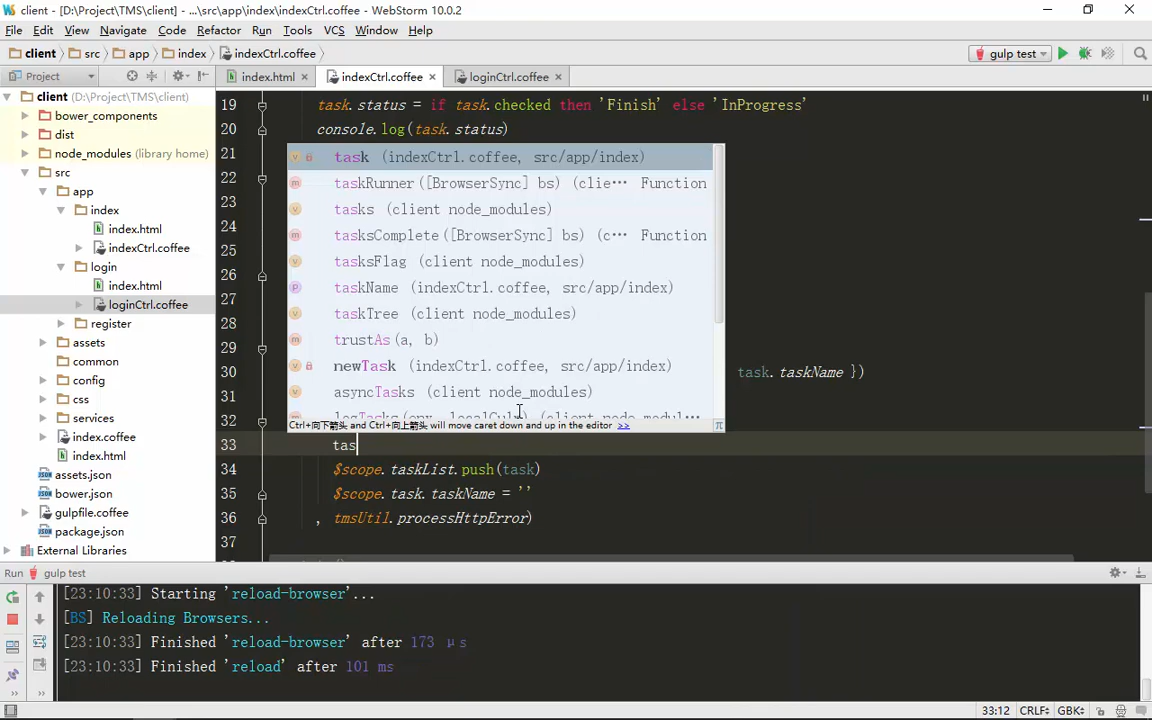 client - [D:\Project\TMS\client] - ...\src\app\index\indexCtrl.coffee - WebStorm 10.0.2
File Edit View Navigate Code Refactor Run Tools VCS Window Help
client src app index indexCtrl.coffee gulp test
Project
index.html indexCtrl.coffee loginCtrl.coffee
client (D:\Project\TMS\client)
bower_components
dist
node_modules (library home)
src
app
index
index.html
indexCtrl.coffee
login
index.html
loginCtrl.coffee
register
assets
common
config
css
services
index.coffee
index.html
assets.json
bower.json
gulpfile.coffee
package.json
External Libraries
19 task.status = if task.checked then 'Finish' else 'InProgress'
20 console.log(task.status)
21
22
23
24
25
26
27
28
29
30 task.taskName })
31
32
33 tas
34 $scope.taskList.push(task)
35 $scope.task.taskName = ''
36 , tmsUtil.processHttpError)
37
task (indexCtrl.coffee, src/app/index)
taskRunner([BrowserSync] bs) (clie… Function
tasks (client node_modules)
tasksComplete([BrowserSync] bs) (c… Function
tasksFlag (client node_modules)
taskName (indexCtrl.coffee, src/app/index)
taskTree (client node_modules)
trustAs(a, b)
newTask (indexCtrl.coffee, src/app/index)
asyncTasks (client node_modules)
Ctrl+向下箭头 and Ctrl+向上箭头 will move caret down and up in the editor >> π
Run gulp test
[23:10:33] Starting 'reload-browser'...
[BS] Reloading Browsers...
[23:10:33] Finished 'reload-browser' after 173 μs
[23:10:33] Finished 'reload' after 101 ms
33:12 CRLF GBK